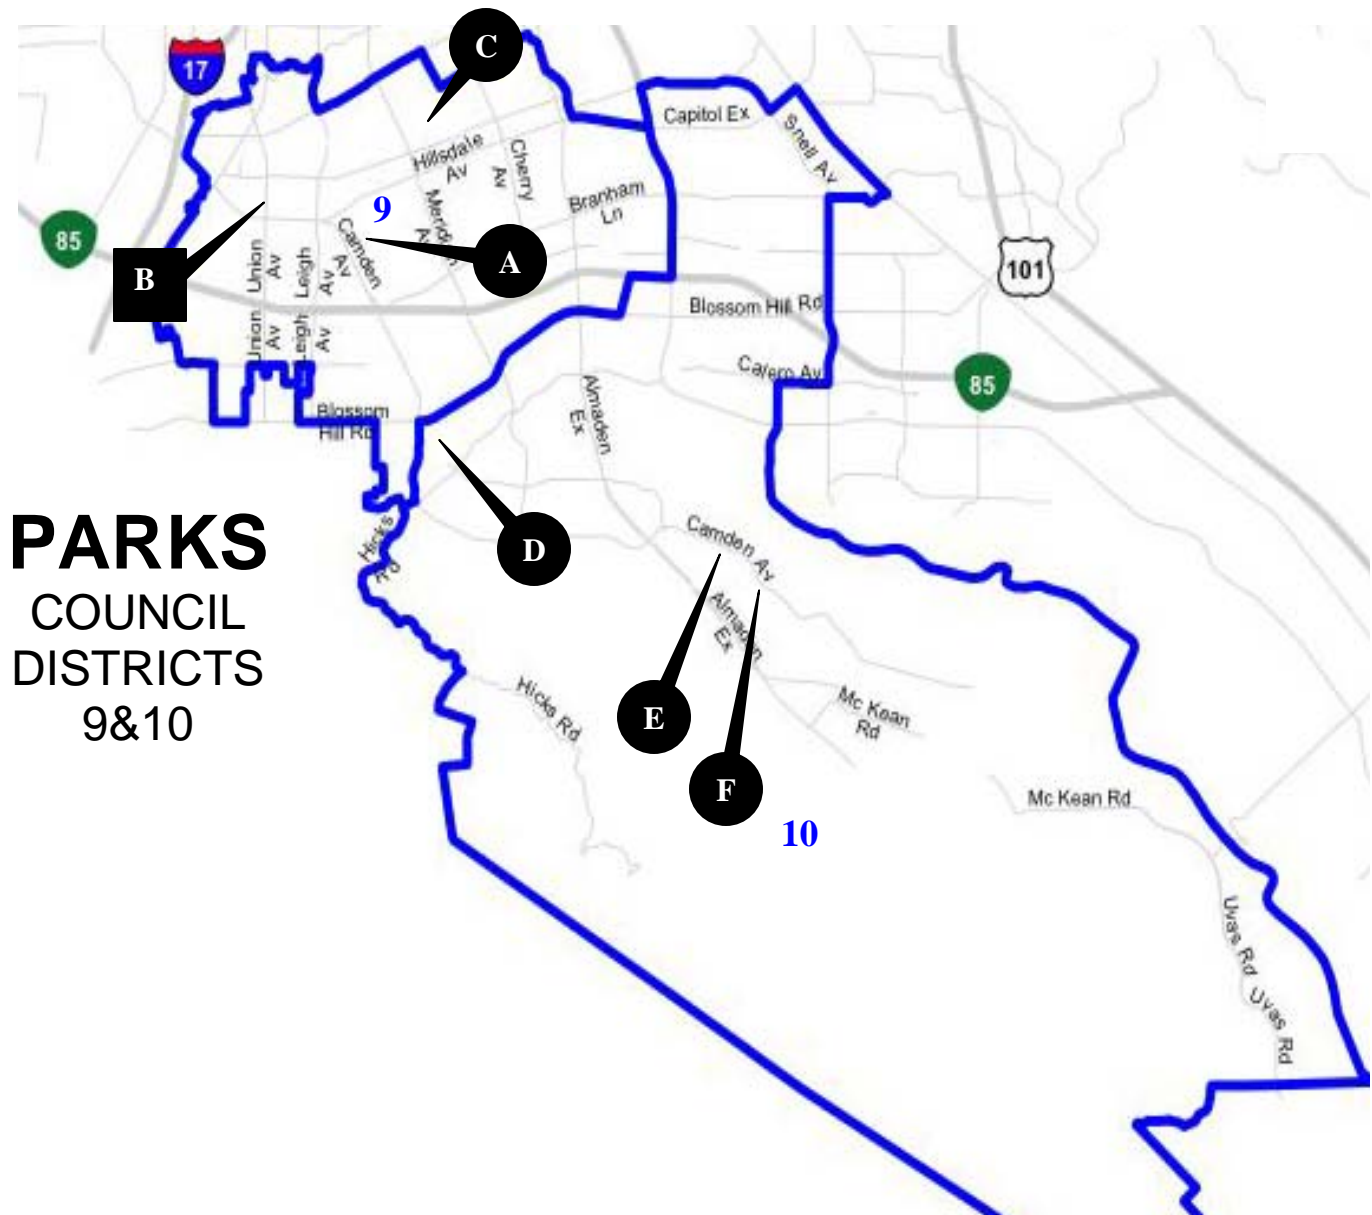 C
17
Capitol Ex
Snell Av
Hillsdale
Av
Cherry
Av
Branham
Ln
9
Meridian
Av
85
Camden
Av
A
B
Union
Av
Leigh
Av
101
Blossom Hill Rd
Union
Av
Leigh
Av
Calero Av
85
Blossom
Hill Rd
Almaden
Ex
PARKS
COUNCIL
DISTRICTS
9&10
Hicks
Rd
D
Camden Av
Almaden
Ex
Hicks Rd
E
Mc Kean
Rd
F
10
Mc Kean Rd
Uvas Rd
Uvas Rd